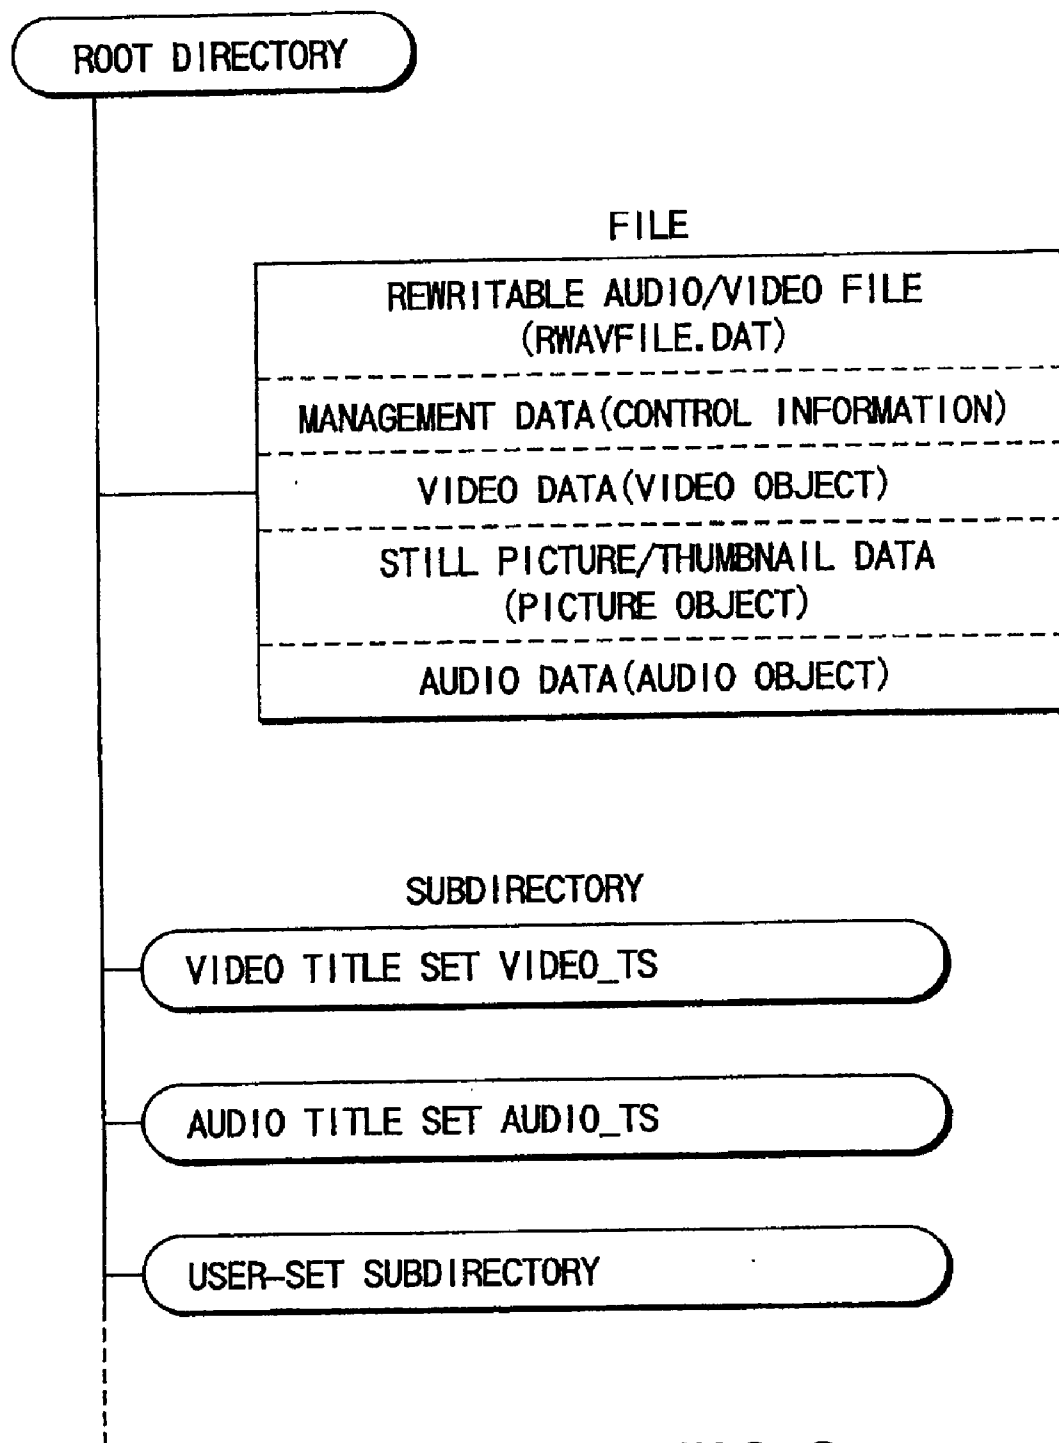 ROOT DIRECTORY
FILE
REWRITABLE AUDIO/VIDEO FILE
(RWAVFILE.DAT)
MANAGEMENT DATA(CONTROL INFORMATION)
VIDEO DATA(VIDEO OBJECT)
STILL PICTURE/THUMBNAIL DATA
(PICTURE OBJECT)
AUDIO DATA(AUDIO OBJECT)
SUBDIRECTORY
VIDEO TITLE SET VIDEO_TS
AUDIO TITLE SET AUDIO_TS
USER-SET SUBDIRECTORY